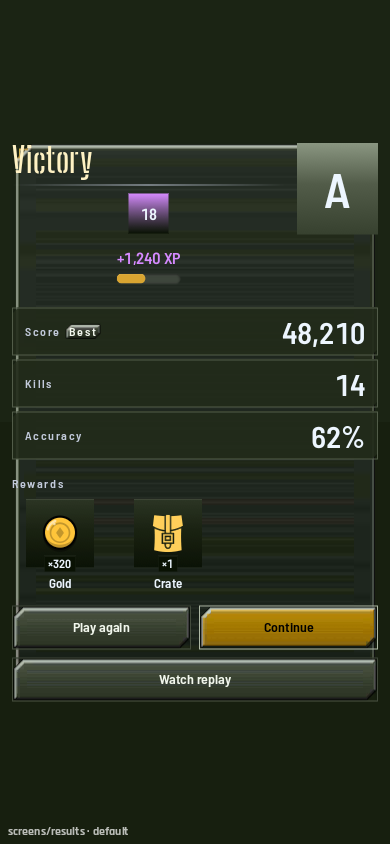 Victory
A
18
+1,240 XP
Score Best 48,210
Kills 14
Accuracy 62%
Rewards
×320 ×1
Gold Crate
Play again Continue
Watch replay
screens/results · default